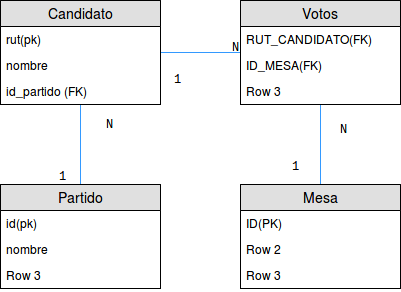 Candidato
rut(pk)
nombre
id_partido (FK)
Votos
RUT_CANDIDATO(FK)
ID_MESA(FK)
Row 3
N
1
N
1
N
1
Partido
id(pk)
nombre
Row 3
Mesa
ID(PK)
Row 2
Row 3